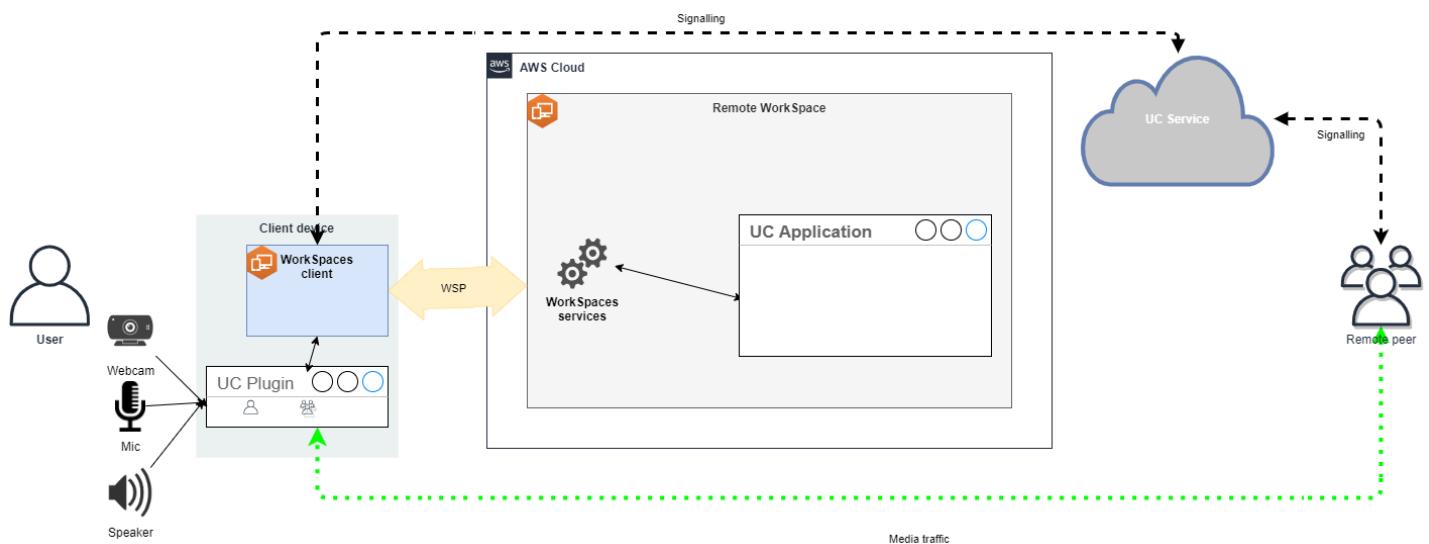 Signalling
aws
AWS Cloud
Remote WorkSpace
UC Service
Signalling
Client device
WorkSpaces
client
WSP
UC Application
WorkSpaces
services
User
Remote peer
Webcam
UC Plugin
Mic
Speaker
Media traffic